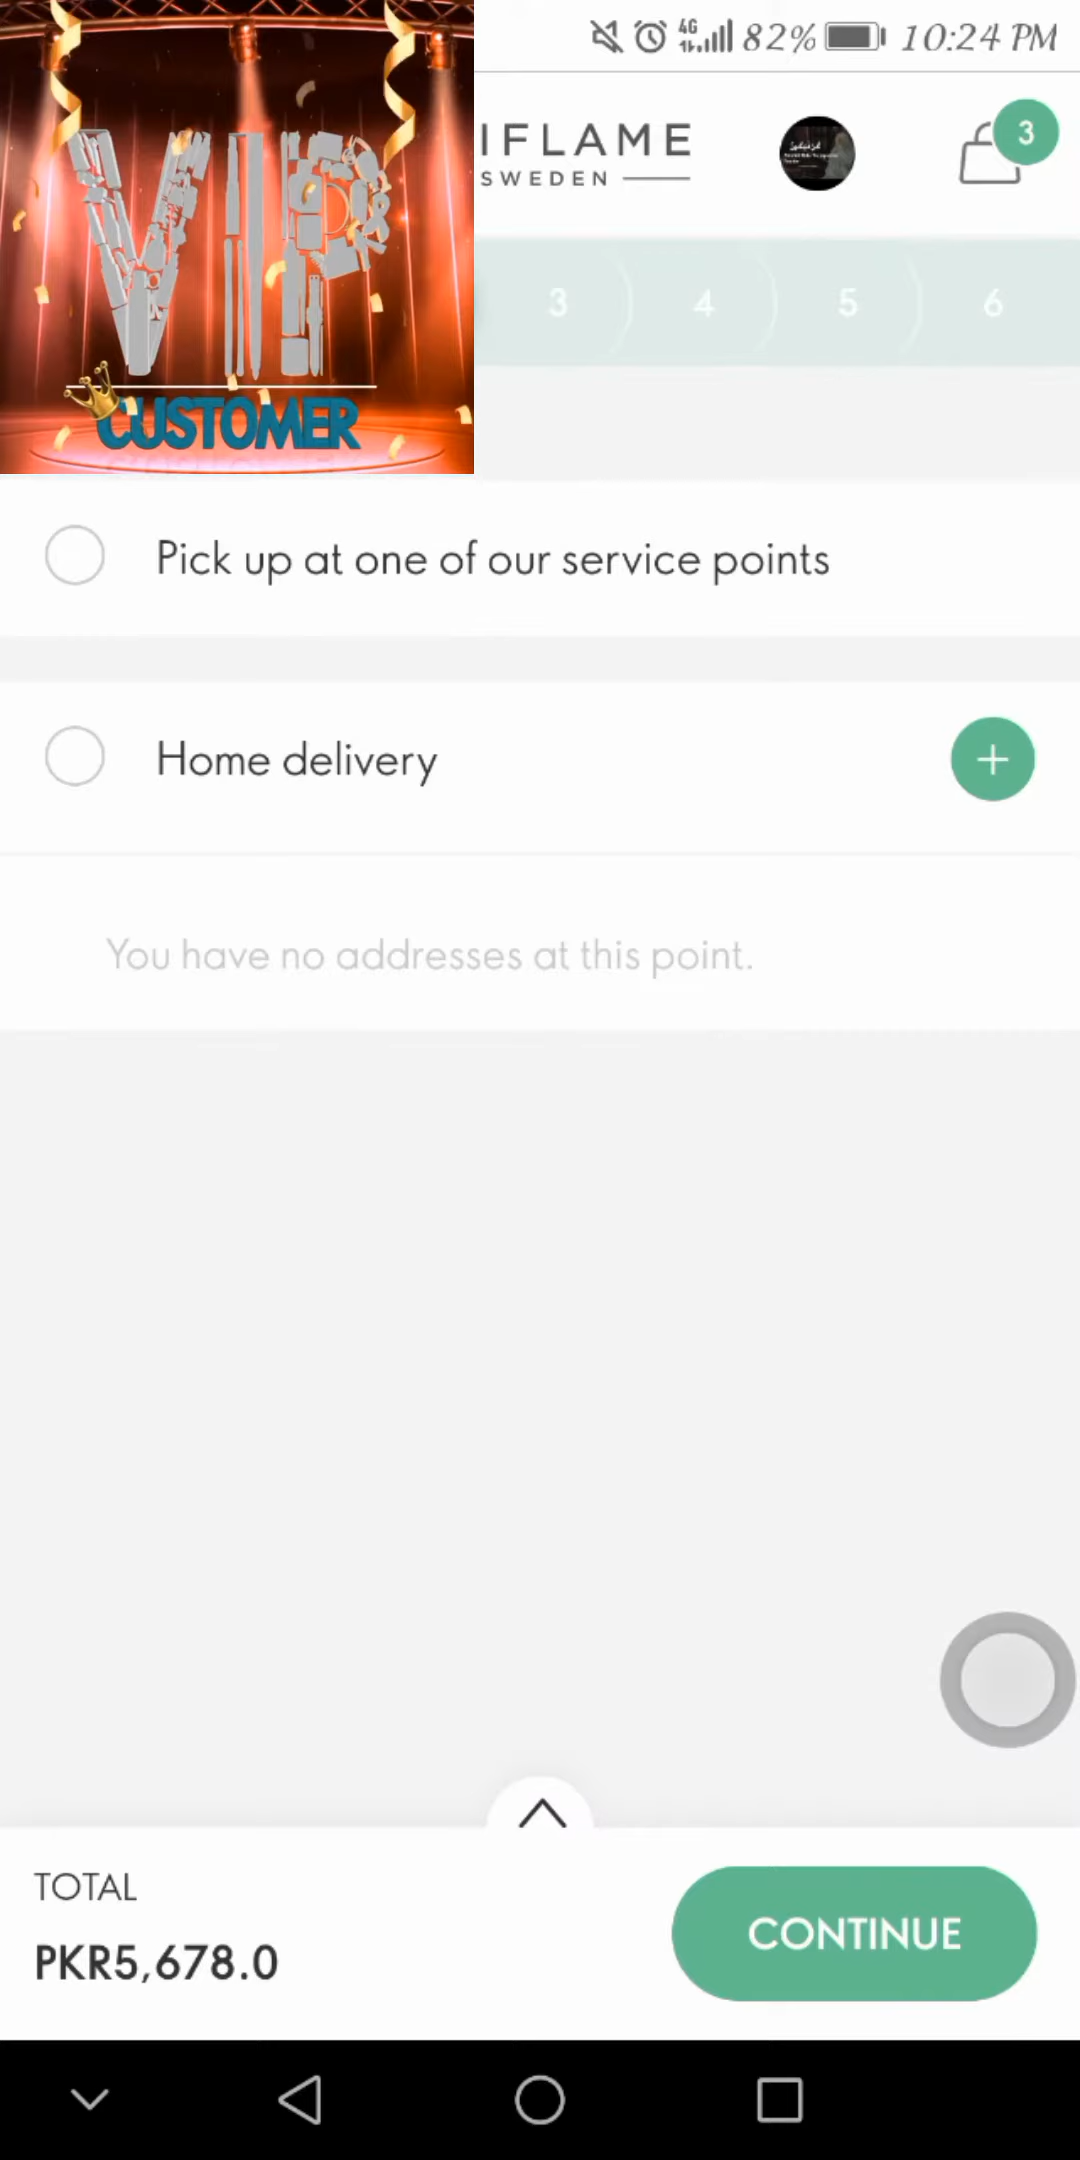 82% 10:24 PM
4G
VIP
CUSTOMER
IFLAME
SWEDEN
3
3 4 5 6
Pick up at one of our service points
Home delivery
You have no addresses at this point.
TOTAL
PKR5,678.0
CONTINUE